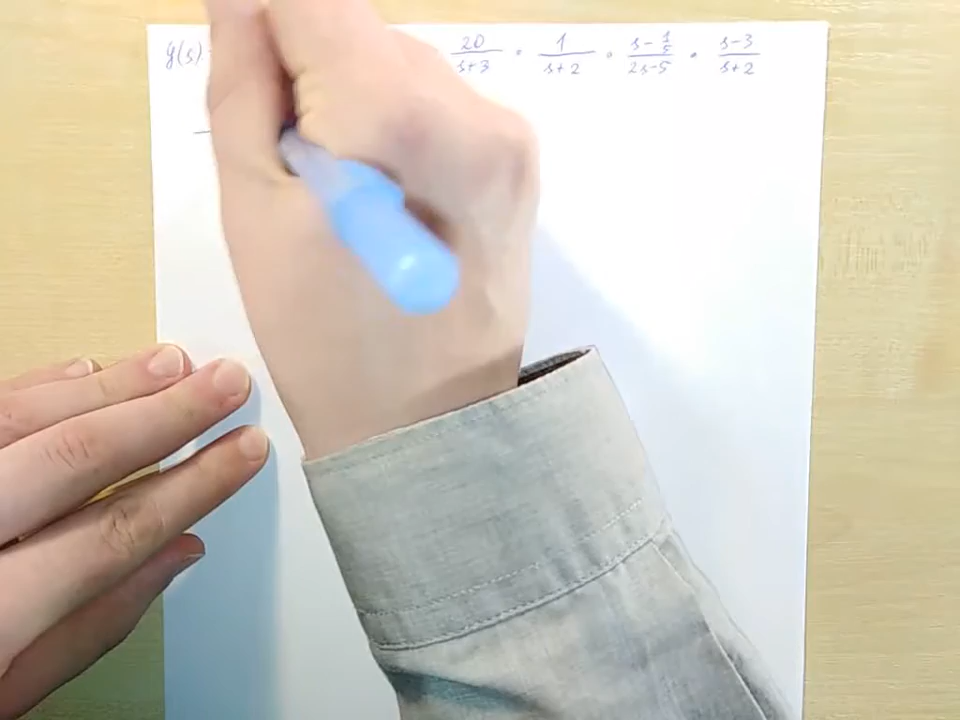 y(s) 20/(s+3) · 1/(s+2) · (s-1/5)/(2s-5) · (s-3)/(s+2)